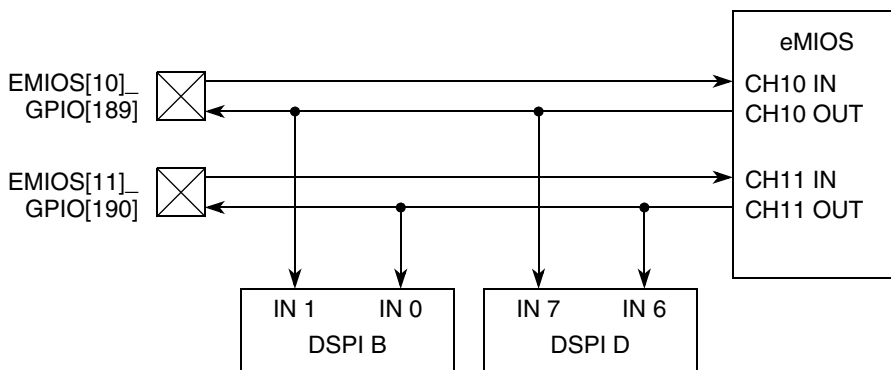 eMIOS
EMIOS[10]_
GPIO[189]
CH10 IN
CH10 OUT
EMIOS[11]_
GPIO[190]
CH11 IN
CH11 OUT
IN 1 IN 0
DSPI B
IN 7 IN 6
DSPI D